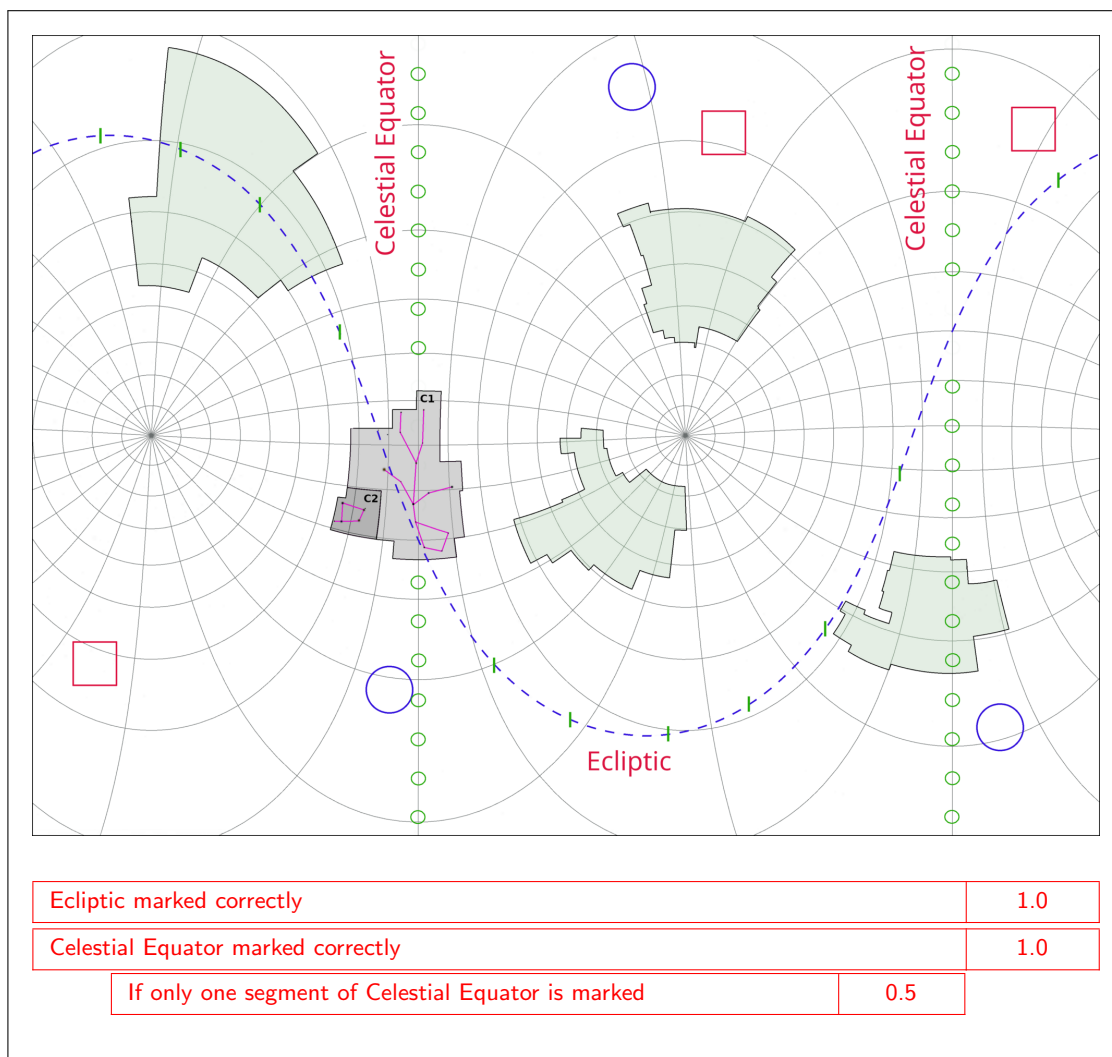 Celestial Equator
Celestial Equator
C1
C2
Ecliptic
Ecliptic marked correctly 1.0
Celestial Equator marked correctly 1.0
If only one segment of Celestial Equator is marked 0.5